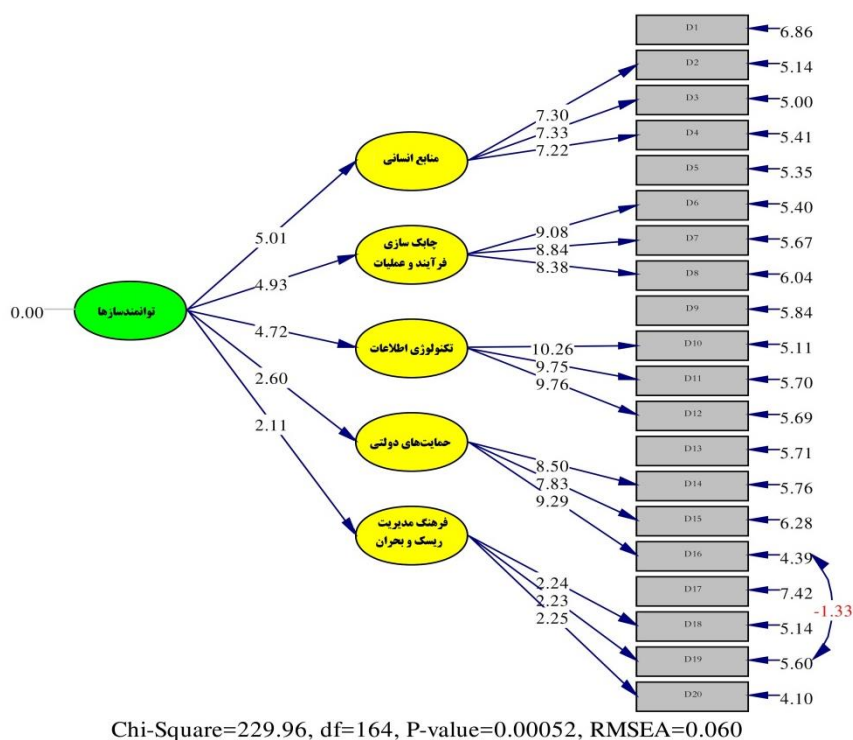 D1
6.86
D2
5.14
D3
5.00
D4
5.41
D5
5.35
D6
5.40
D7
5.67
D8
6.04
D9
5.84
D10
5.11
D11
5.70
D12
5.69
D13
5.71
D14
5.76
D15
6.28
D16
4.39
D17
7.42
D18
5.14
D19
5.60
D20
4.10
-1.33
7.30
7.33
7.22
9.08
8.84
8.38
10.26
9.75
9.76
8.50
7.83
9.29
2.24
2.23
2.25
منابع انسانی
چابک سازی
فرآیند و عملیات
تکنولوژی اطلاعات
حمایت‌های دولتی
فرهنگ مدیریت
ریسک و بحران
5.01
4.93
4.72
2.60
2.11
توانمندسازها
0.00
Chi-Square=229.96, df=164, P-value=0.00052, RMSEA=0.060